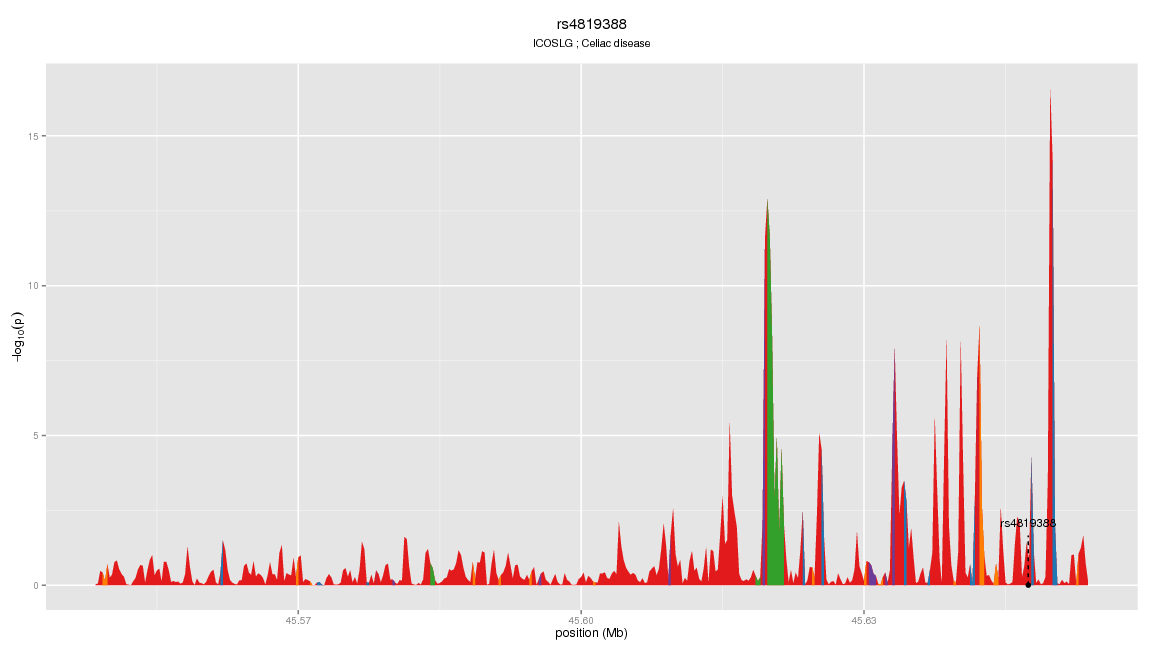 rs4819388
ICOSLG ; Celiac disease
15
10
5
0
−log10(p)
rs4819388
45.57
45.60
45.63
position (Mb)